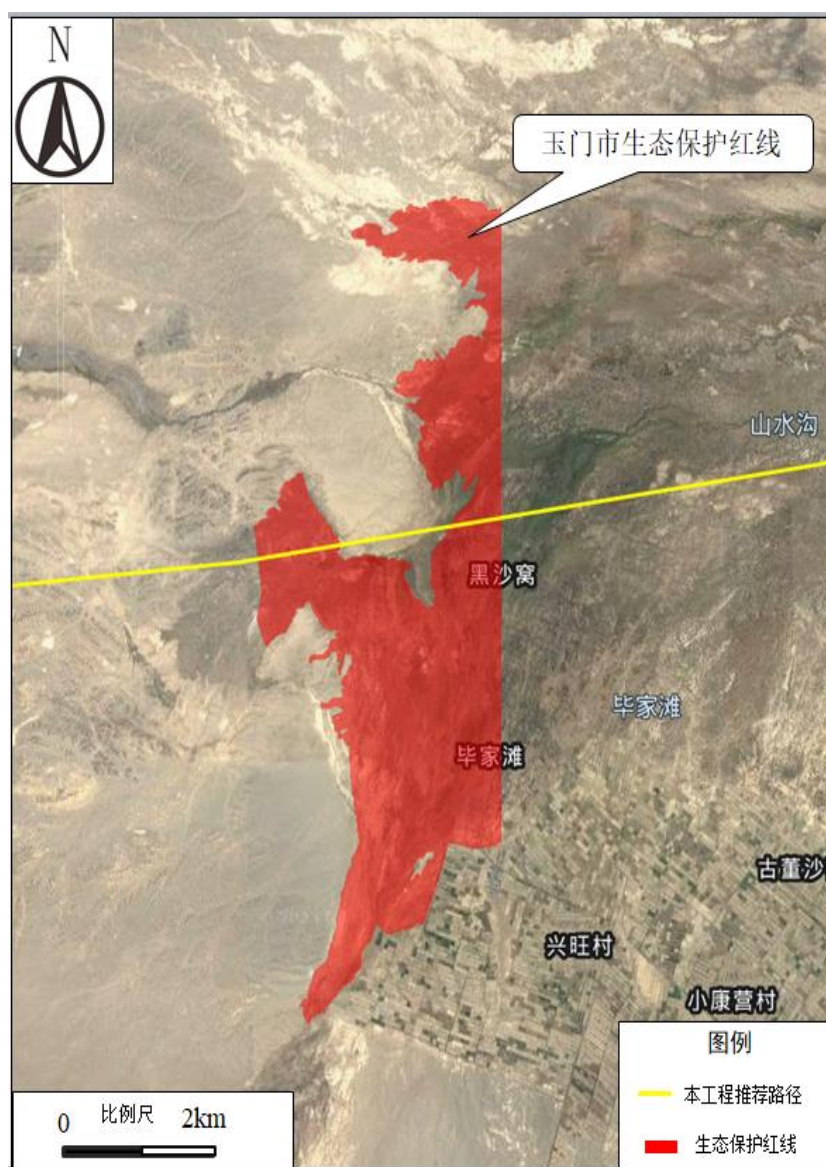 N
玉门市生态保护红线
山水沟
黑沙窝
毕家滩
毕家滩
古董沙
兴旺村
小康营村
图例
本工程推荐路径
生态保护红线
比例尺
0 2km